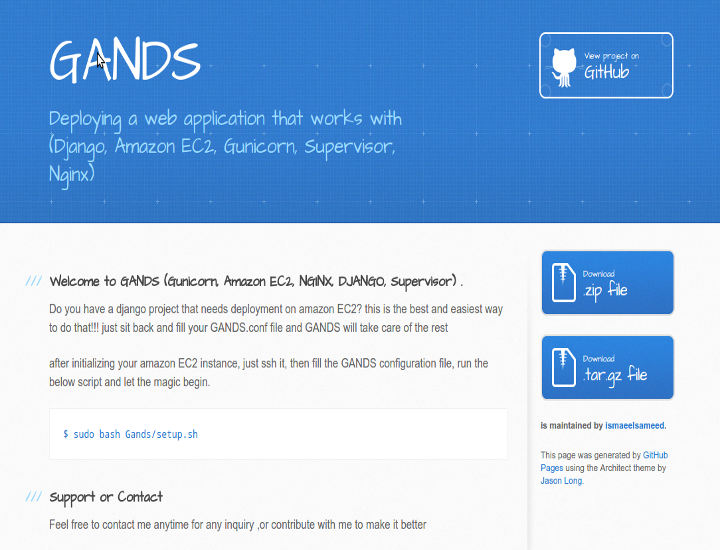 GANDS
Deploying a web application that works with
(Django, Amazon EC2, Gunicorn, Supervisor,
Nginx)
View project on
GitHub
/// Welcome to GANDS (Gunicorn, Amazon EC2, NGINX, DJANGO, Supervisor) .
Do you have a django project that needs deployment on amazon EC2? this is the best and easiest way
to do that!!! just sit back and fill your GANDS.conf file and GANDS will take care of the rest
after initializing your amazon EC2 instance, just ssh it, then fill the GANDS configuration file, run the
below script and let the magic begin.
$ sudo bash Gands/setup.sh
/// Support or Contact
Feel free to contact me anytime for any inquiry ,or contribute with me to make it better
Download
.zip file
Download
.tar.gz file
is maintained by ismaeelsameed.
This page was generated by GitHub
Pages using the Architect theme by
Jason Long.